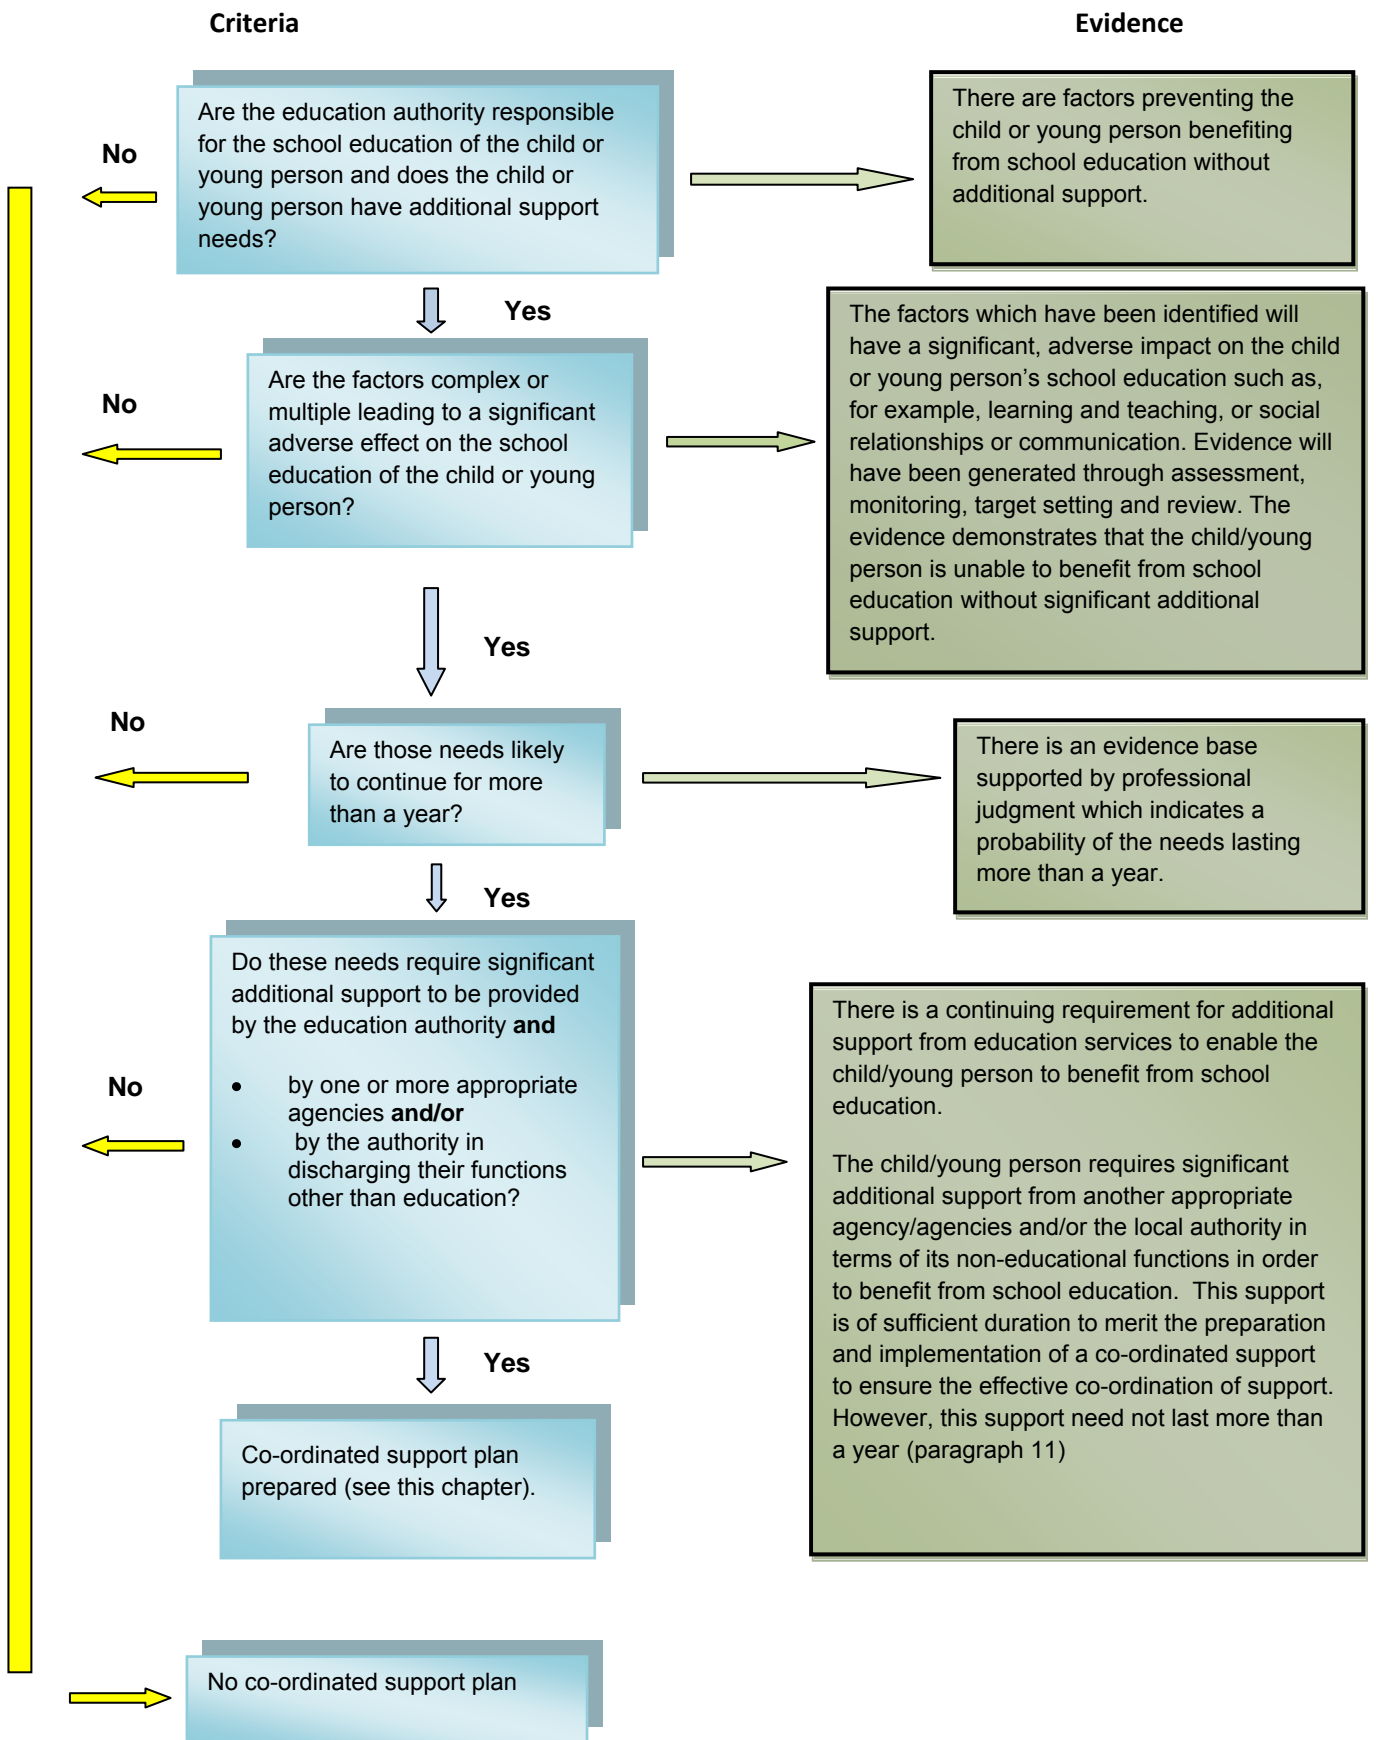 Criteria
Evidence
Are the education authority responsible
for the school education of the child or
young person and does the child or
young person have additional support
needs?
No
There are factors preventing the
child or young person benefiting
from school education without
additional support.
Yes
Are the factors complex or
multiple leading to a significant
adverse effect on the school
education of the child or young
person?
No
The factors which have been identified will
have a significant, adverse impact on the child
or young person’s school education such as,
for example, learning and teaching, or social
relationships or communication. Evidence will
have been generated through assessment,
monitoring, target setting and review. The
evidence demonstrates that the child/young
person is unable to benefit from school
education without significant additional
support.
Yes
No
Are those needs likely
to continue for more
than a year?
There is an evidence base
supported by professional
judgment which indicates a
probability of the needs lasting
more than a year.
Yes
Do these needs require significant
additional support to be provided
by the education authority and
• by one or more appropriate
agencies and/or
• by the authority in
discharging their functions
other than education?
No
There is a continuing requirement for additional
support from education services to enable the
child/young person to benefit from school
education.
The child/young person requires significant
additional support from another appropriate
agency/agencies and/or the local authority in
terms of its non-educational functions in order
to benefit from school education.  This support
is of sufficient duration to merit the preparation
and implementation of a co-ordinated support
to ensure the effective co-ordination of support.
However, this support need not last more than
a year (paragraph 11)
Yes
Co-ordinated support plan
prepared (see this chapter).
No co-ordinated support plan